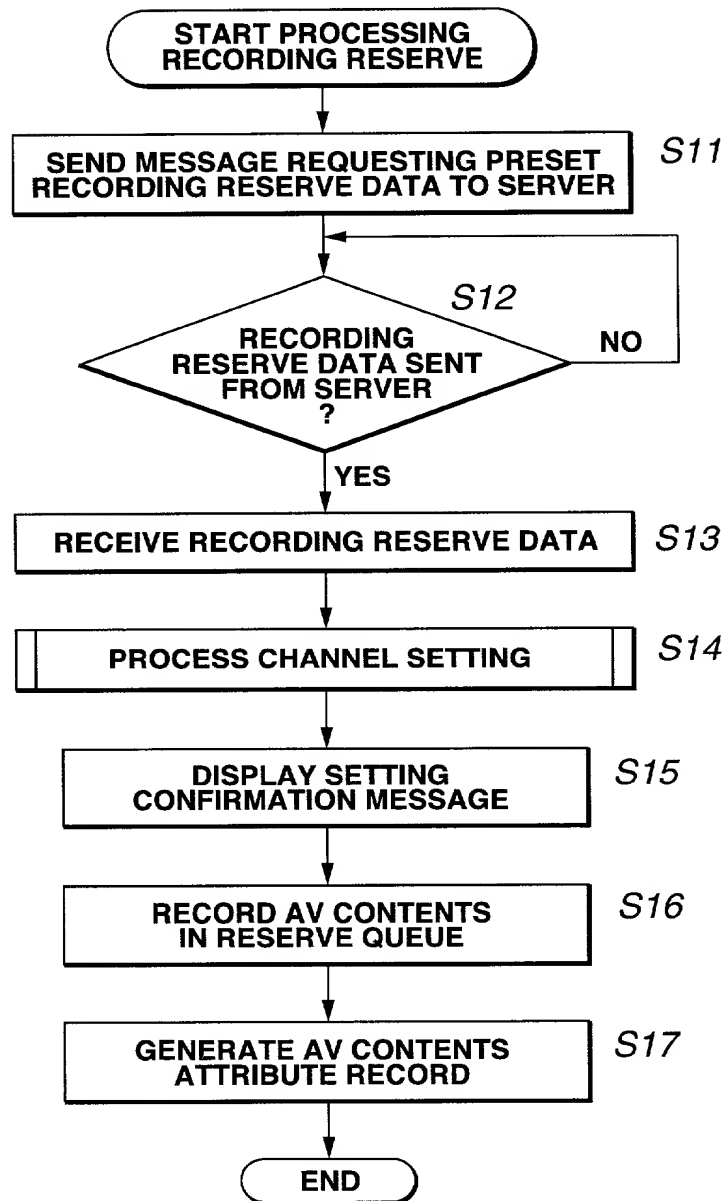 START PROCESSING
RECORDING RESERVE
S11
SEND MESSAGE REQUESTING PRESET
RECORDING RESERVE DATA TO SERVER
S12
RECORDING
RESERVE DATA SENT
FROM SERVER
?
NO
YES
RECEIVE RECORDING RESERVE DATA
S13
PROCESS CHANNEL SETTING
S14
DISPLAY SETTING
CONFIRMATION MESSAGE
S15
RECORD AV CONTENTS
IN RESERVE QUEUE
S16
GENERATE AV CONTENTS
ATTRIBUTE RECORD
S17
END